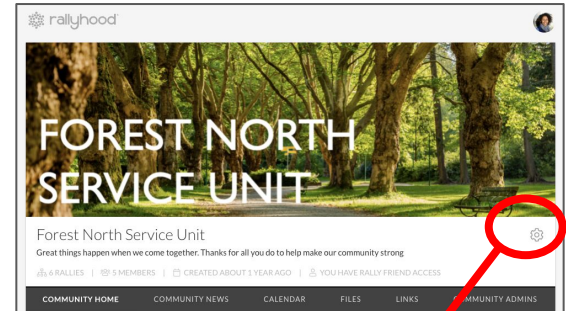 rallyhood
FOREST NORTH
SERVICE UNIT
Forest North Service Unit
Great things happen when we come together. Thanks for all you do to help make our community strong
6 RALLIES | 5 MEMBERS | CREATED ABOUT 1 YEAR AGO | YOU HAVE RALLY FRIEND ACCESS
COMMUNITY HOME COMMUNITY NEWS CALENDAR FILES LINKS COMMUNITY ADMINS